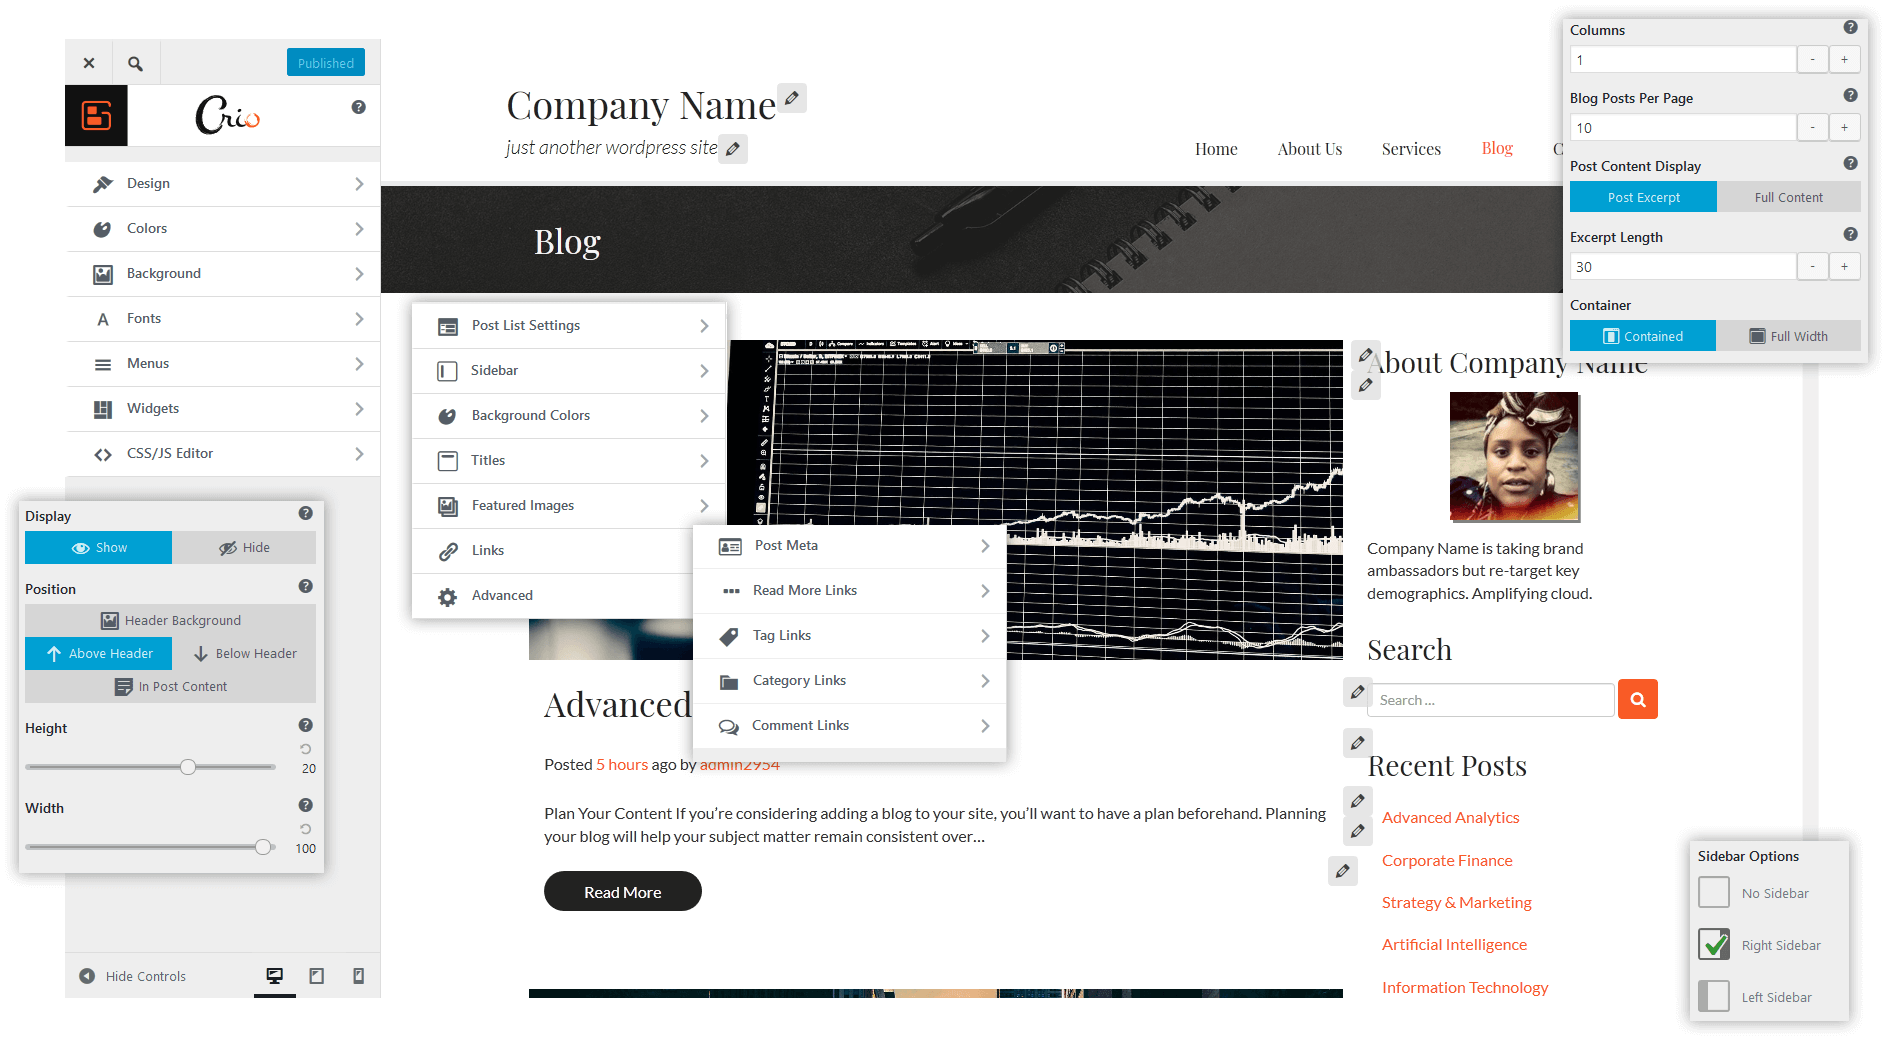 Published
Crio
Design
Colors
Background
Fonts
Menus
Widgets
CSS/JS Editor
Display
Show
Hide
Position
Header Background
Above Header
Below Header
In Post Content
Height
20
Width
100
Hide Controls
Company Name
just another wordpress site
Home
About Us
Services
Blog
C
Blog
Post List Settings
Sidebar
Background Colors
Titles
Featured Images
Links
Advanced
Post Meta
Read More Links
Tag Links
Category Links
Comment Links
Advanced
Posted 5 hours ago by admin2954
Plan Your Content If you’re considering adding a blog to your site, you’ll want to have a plan beforehand. Planning
your blog will help your subject matter remain consistent over…
Read More
About Company Name
Company Name is taking brand
ambassadors but re-target key
demographics. Amplifying cloud.
Search
Search …
Recent Posts
Advanced Analytics
Corporate Finance
Strategy & Marketing
Artificial Intelligence
Information Technology
Columns
1
- +
Blog Posts Per Page
10
- +
Post Content Display
Post Excerpt
Full Content
Excerpt Length
30
- +
Container
Contained
Full Width
Sidebar Options
No Sidebar
Right Sidebar
Left Sidebar